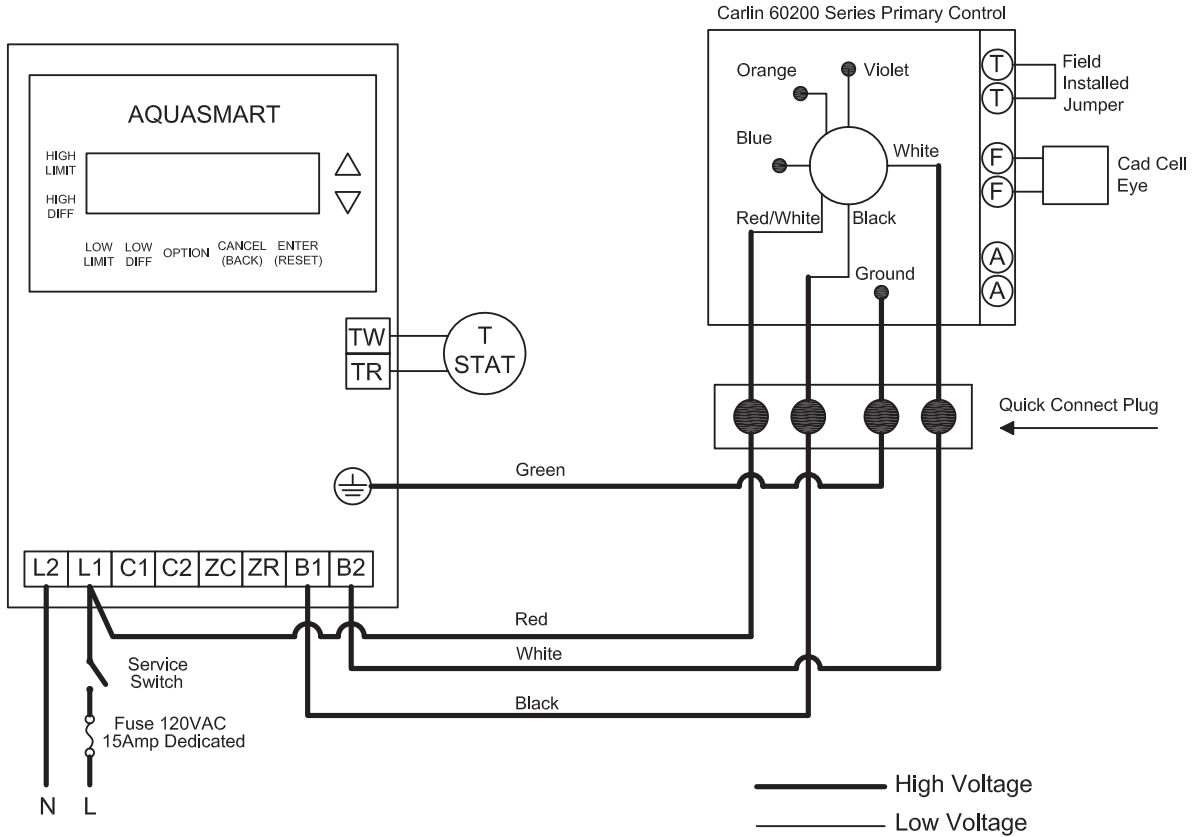 Carlin 60200 Series Primary Control
AQUASMART
HIGH
LIMIT
HIGH
DIFF
LOW
LIMIT
LOW
DIFF
OPTION
CANCEL
(BACK)
ENTER
(RESET)
Orange
Violet
Blue
White
Red/White
Black
Ground
T
T
Field
Installed
Jumper
F
F
Cad Cell
Eye
A
A
TW
TR
T
STAT
Quick Connect Plug
Green
L2 L1 C1 C2 ZC ZR B1 B2
Red
White
Black
Service
Switch
Fuse 120VAC
15Amp Dedicated
N L
High Voltage
Low Voltage